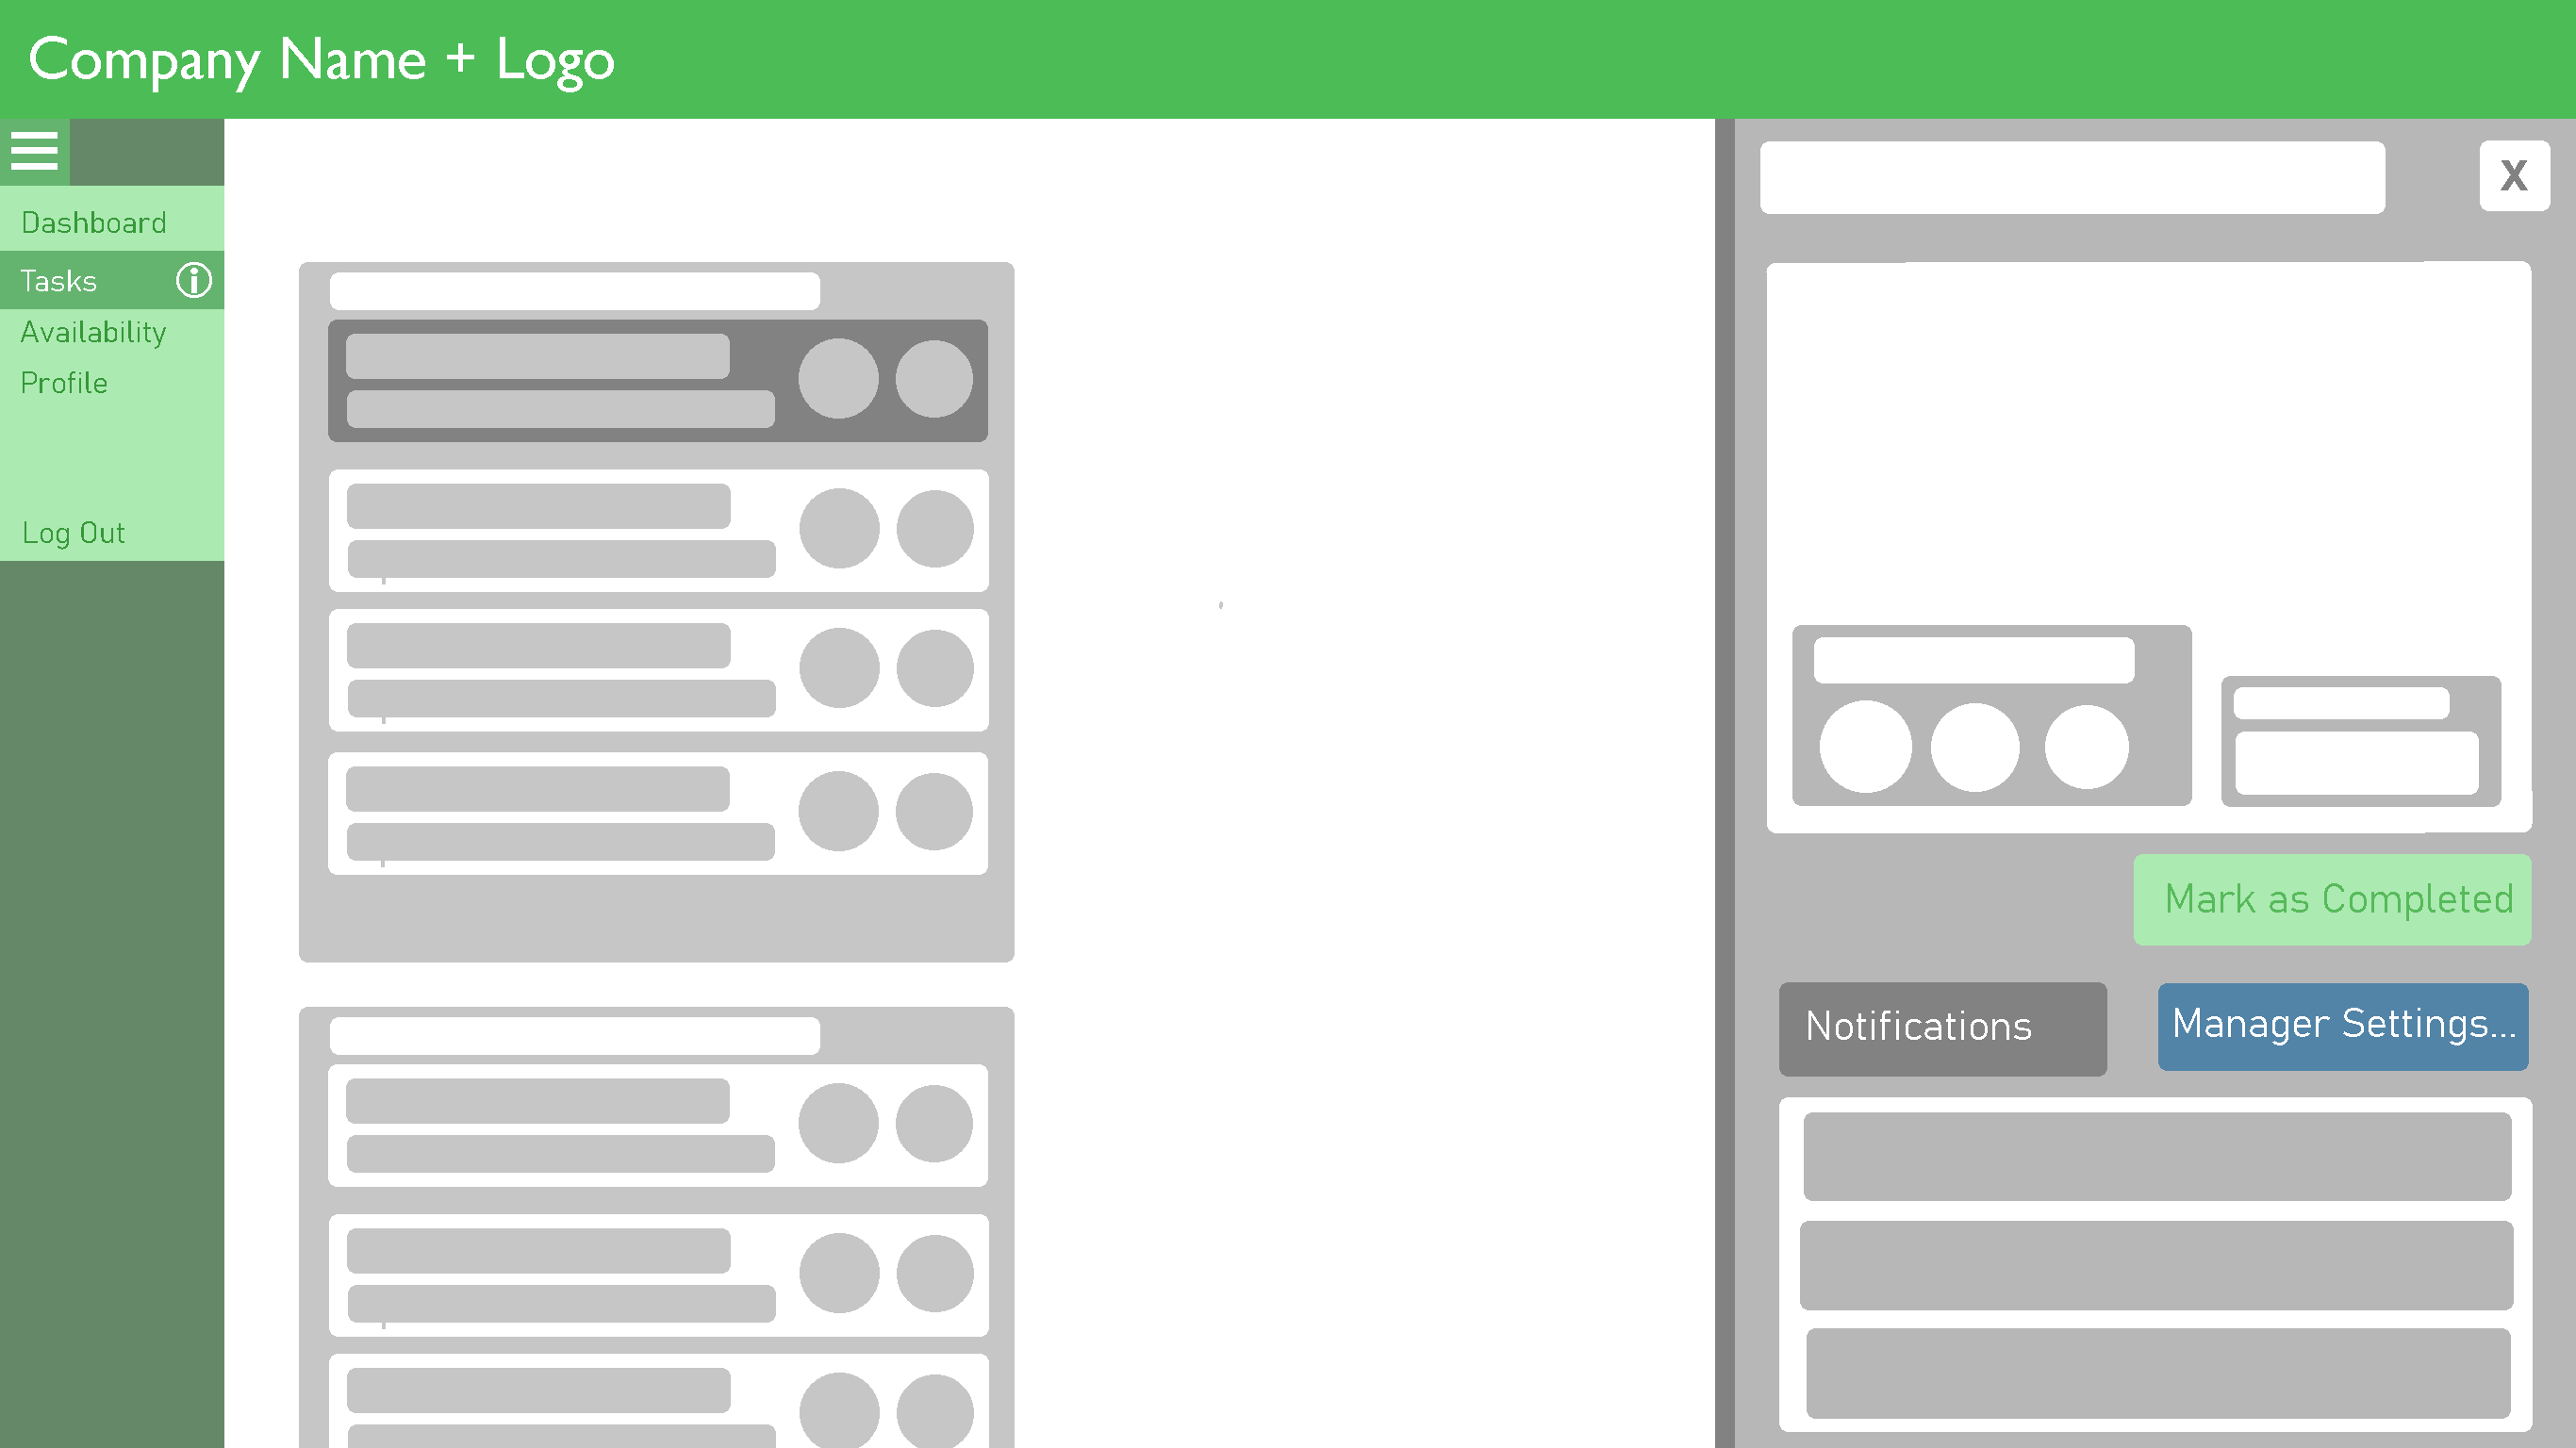 Company Name + Logo
Dashboard
Tasks
Availability
Profile
Log Out
X
Mark as Completed
Notifications
Manager Settings...